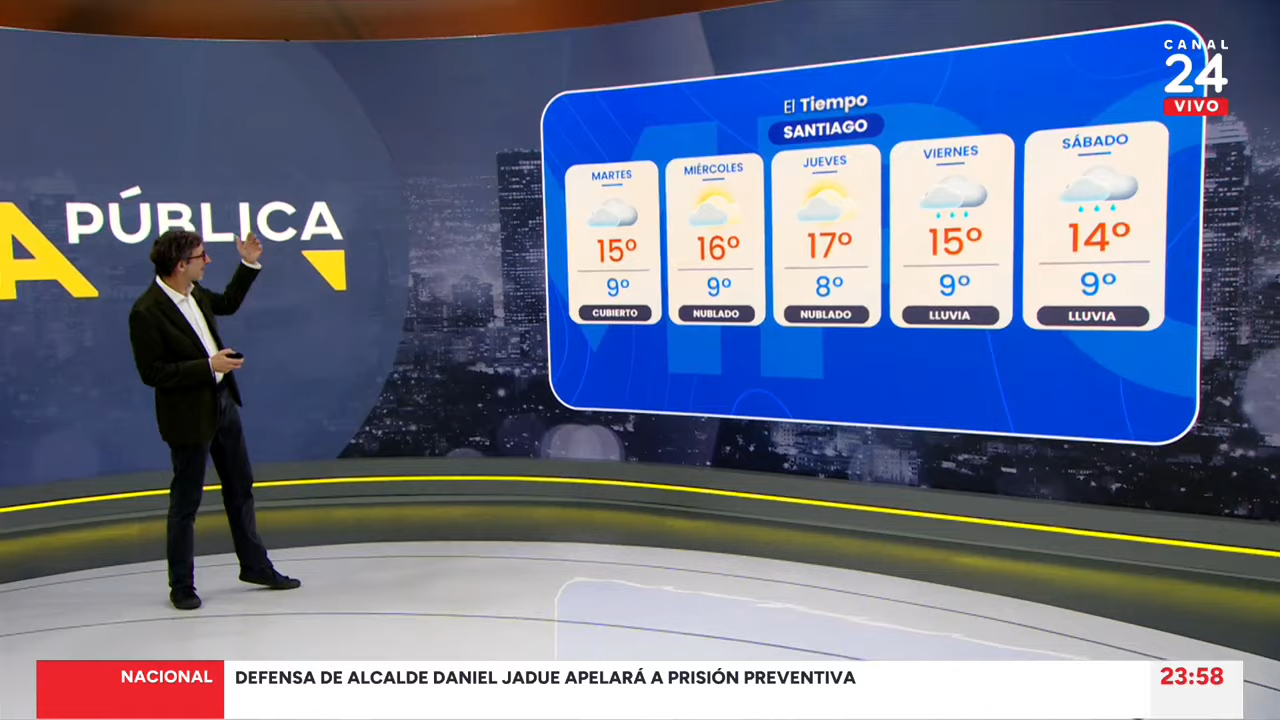 CANAL
24
VIVO
A PÚBLICA
El Tiempo
SANTIAGO
MARTES
15º
9º
CUBIERTO
MIÉRCOLES
16º
9º
NUBLADO
JUEVES
17º
8º
NUBLADO
VIERNES
15º
9º
LLUVIA
SÁBADO
14º
9º
LLUVIA
NACIONAL
DEFENSA DE ALCALDE DANIEL JADUE APELARÁ A PRISIÓN PREVENTIVA
23:58